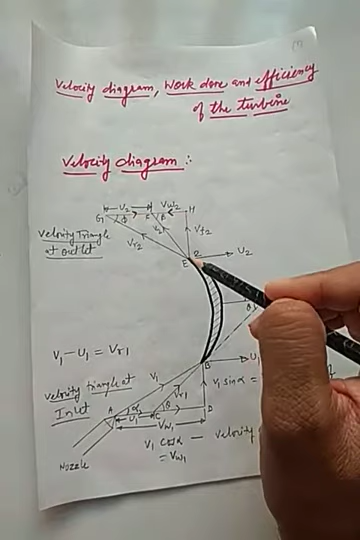 Velocity diagram, Work done and efficiency
of the turbine
Velocity diagram :-
U2 Vw2
G F H
φ β
Velocity Triangle
at outlet
V2 Vf2
Vr2
E
U2
V1 - U1 = Vr1
B U1
V1 Vr1
V1 sin α =
Velocity triangle at
Inlet
A α C θ D
U1
Vw1
Nozzle
V1 cos α — velocity
= Vw1